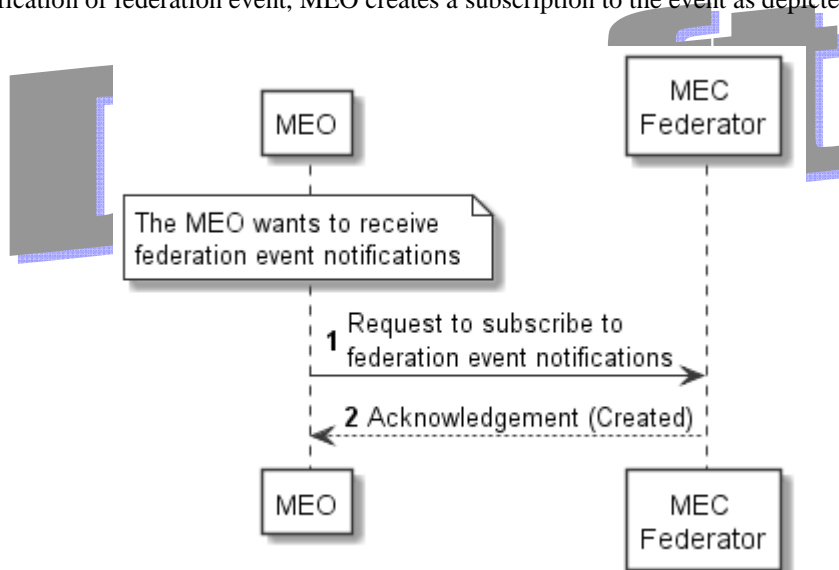 ification of federation event, MEO creates a subscription to the event as depicte
MEO
MEC
Federator
The MEO wants to receive
federation event notifications
1 Request to subscribe to
federation event notifications
2 Acknowledgement (Created)
MEO
MEC
Federator